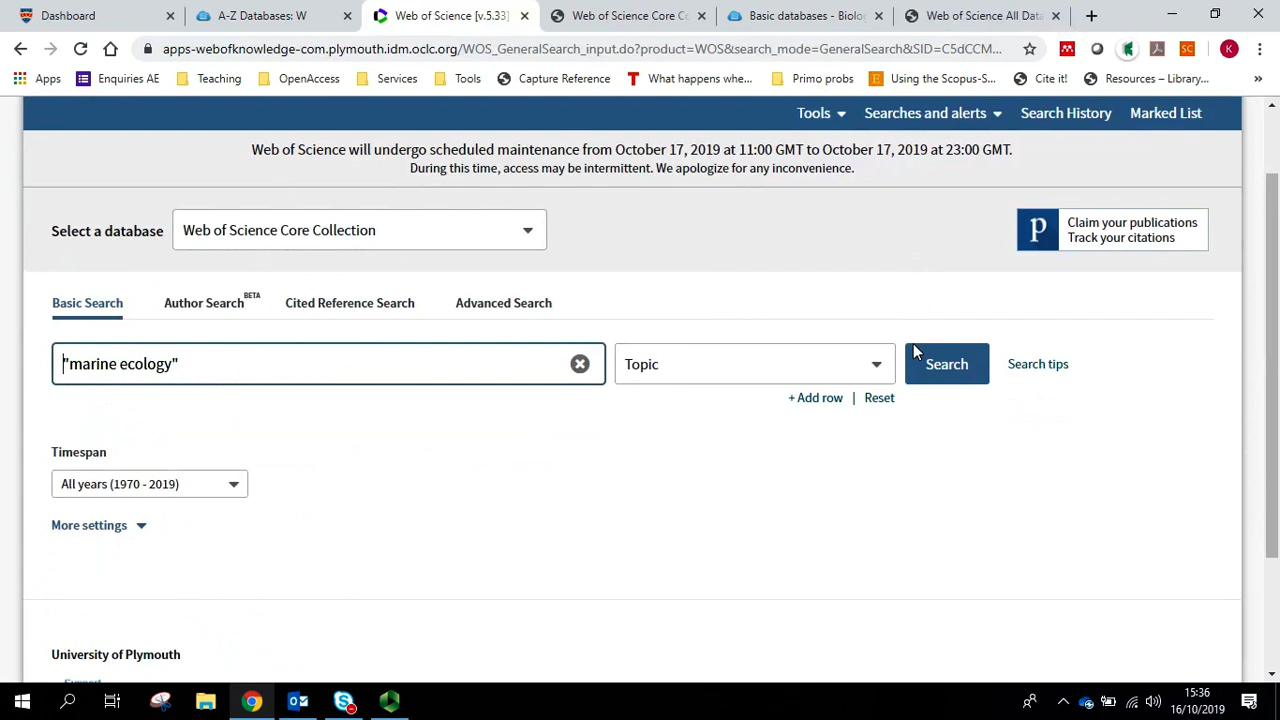 Dashboard
A-Z Databases: W
Web of Science [v.5.33]
Web of Science Core Co
Basic databases - Biolo
Web of Science All Dat
apps-webofknowledge-com.plymouth.idm.oclc.org/WOS_GeneralSearch_input.do?product=WOS&search_mode=GeneralSearch&SID=C5dCCM...
SC
K
Apps
Enquiries AE
Teaching
OpenAccess
Services
Tools
Capture Reference
What happens whe...
Primo probs
Using the Scopus-S...
Cite it!
Resources – Library...
»
Tools
Searches and alerts
Search History
Marked List
Web of Science will undergo scheduled maintenance from October 17, 2019 at 11:00 GMT to October 17, 2019 at 23:00 GMT.
During this time, access may be intermittent. We apologize for any inconvenience.
Select a database
Web of Science Core Collection
p
Claim your publications
Track your citations
Basic Search
Author Search BETA
Cited Reference Search
Advanced Search
"marine ecology"
Topic
Search
Search tips
+ Add row | Reset
Timespan
All years (1970 - 2019)
More settings
University of Plymouth
15:36
16/10/2019